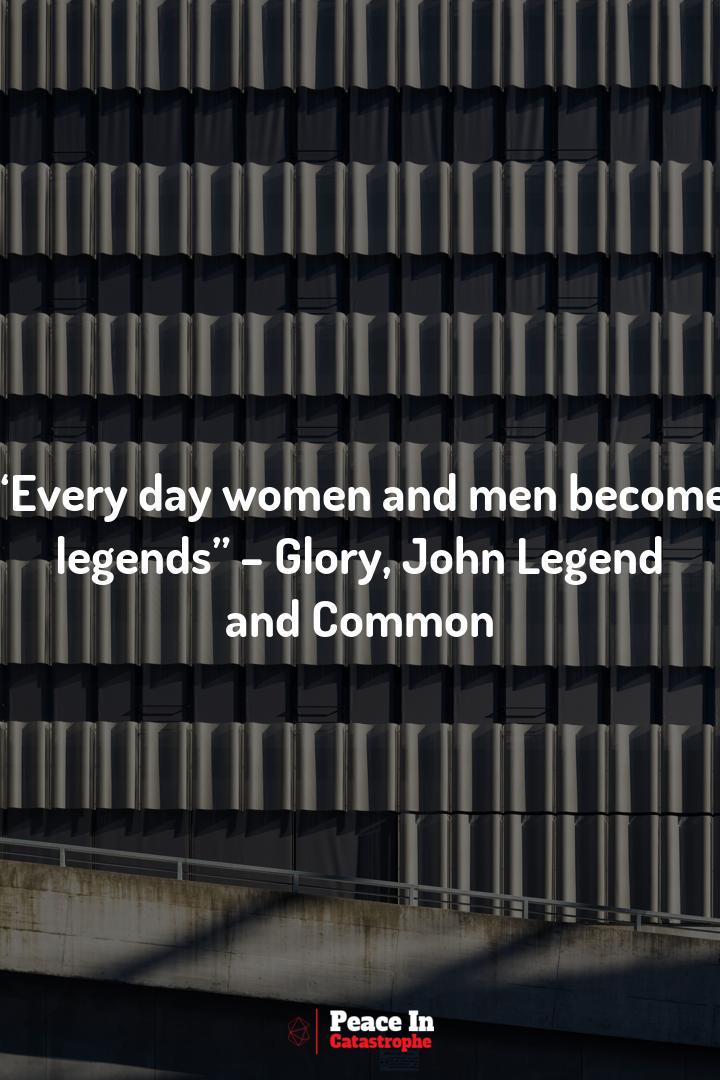 “Every day women and men become
legends” – Glory, John Legend
and Common
Peace In
Catastrophe